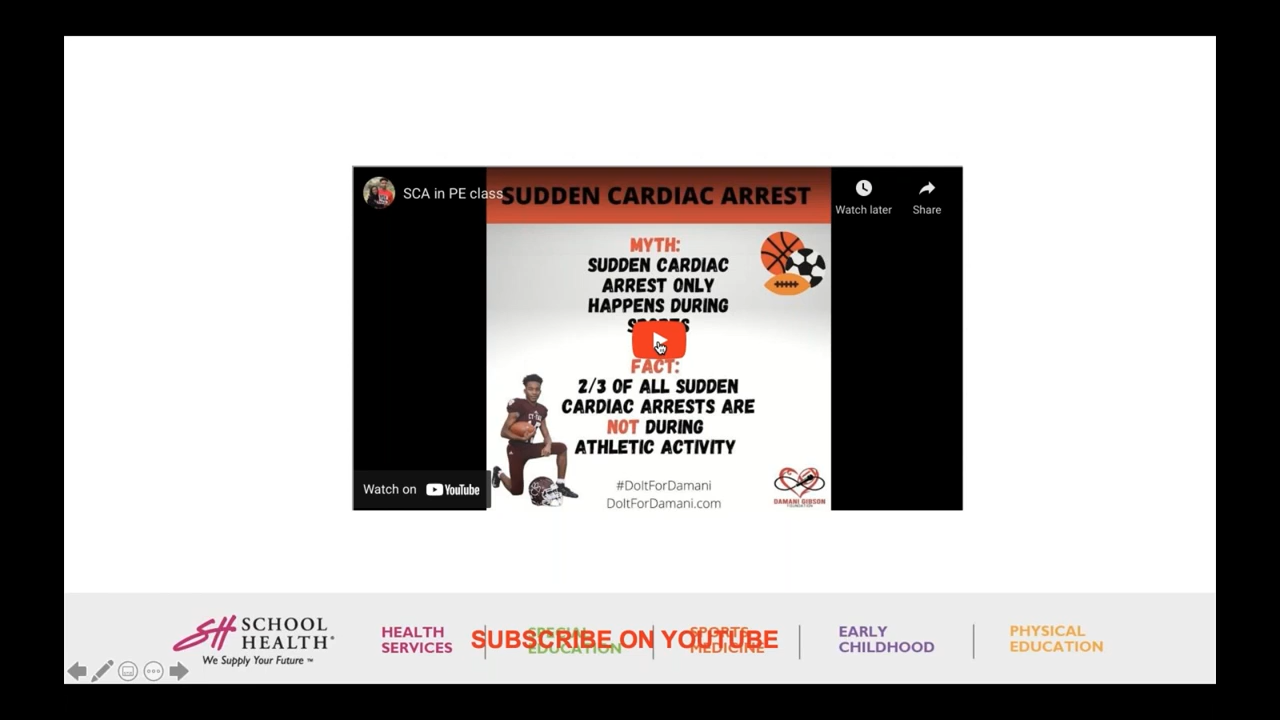 SCA in PE class
SUDDEN CARDIAC ARREST
Watch later
Share
MYTH:
SUDDEN CARDIAC
ARREST ONLY
HAPPENS DURING
SPORTS
FACT:
2/3 OF ALL SUDDEN
CARDIAC ARRESTS ARE
NOT DURING
ATHLETIC ACTIVITY
#DoItForDamani
DoItForDamani.com
DAMANI GIBSON
FOUNDATION
Watch on YouTube
SCHOOL
HEALTH®
We Supply Your Future ™
HEALTH
SERVICES
SPECIAL
EDUCATION
SUBSCRIBE ON YOUTUBE
SPORTS
MEDICINE
EARLY
CHILDHOOD
PHYSICAL
EDUCATION